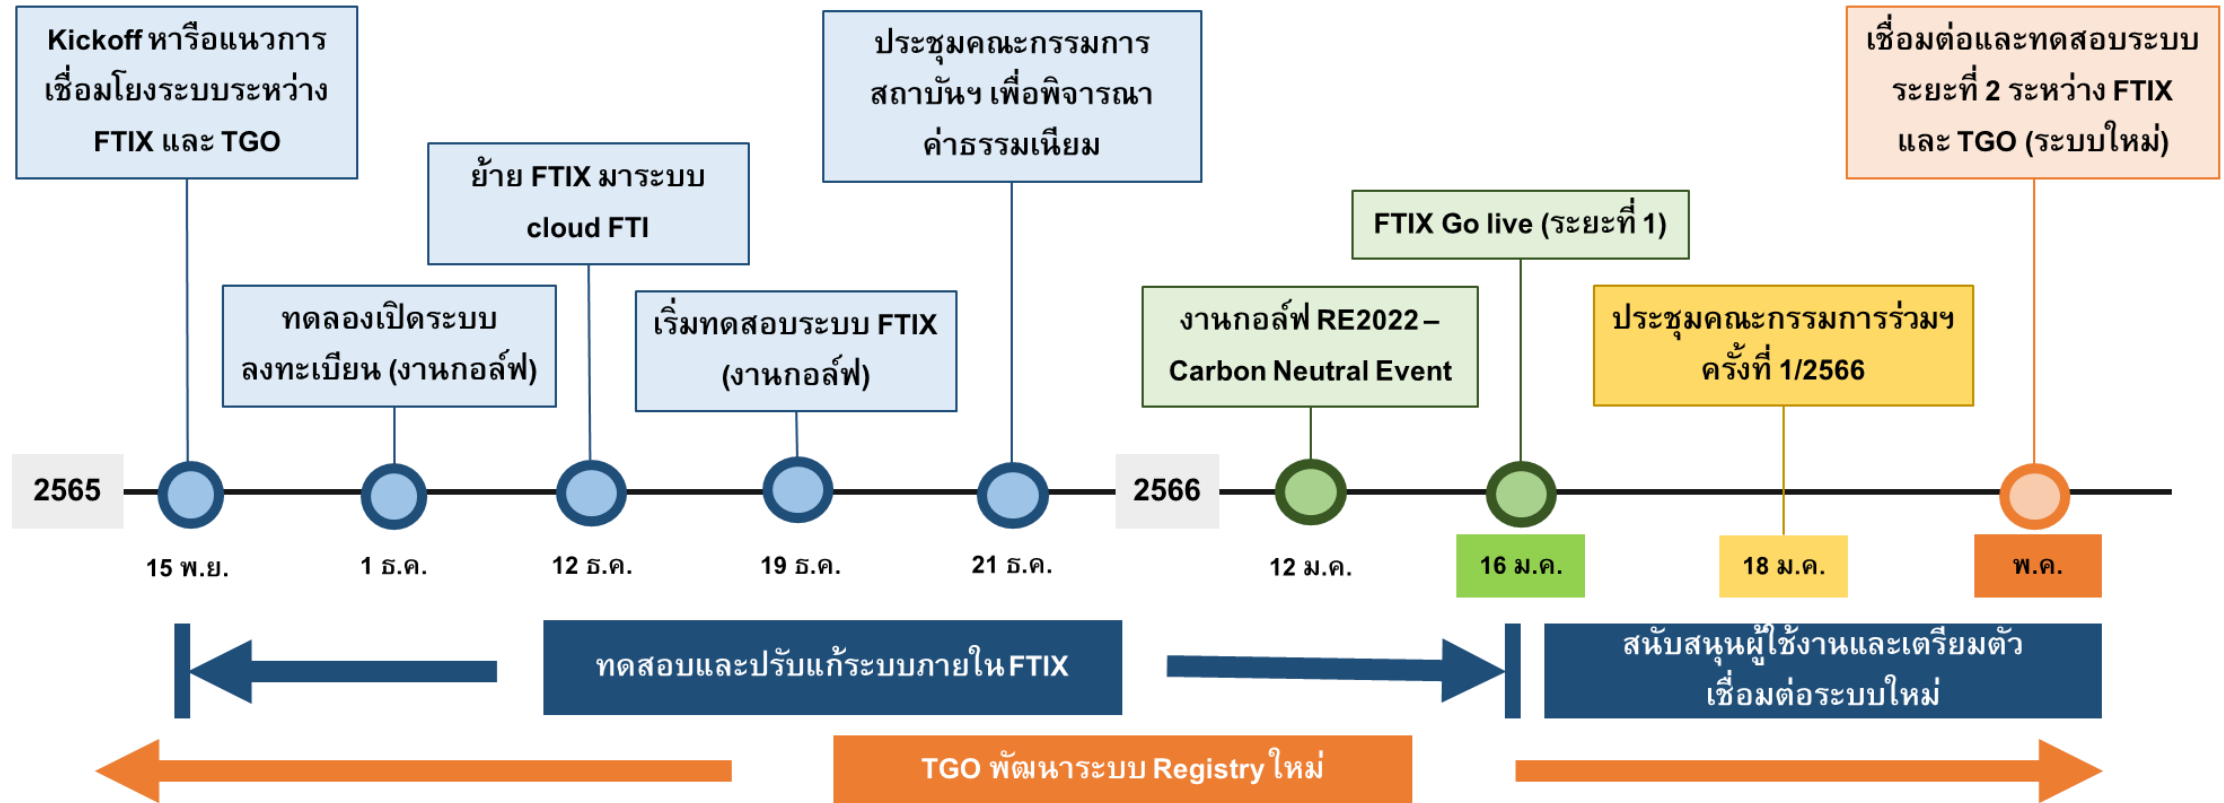 Kickoff หารือแนวการ
เชื่อมโยงระบบระหว่าง
FTIX และ TGO
ทดลองเปิดระบบ
ลงทะเบียน (งานกอล์ฟ)
ย้าย FTIX มาระบบ
cloud FTI
เริ่มทดสอบระบบ FTIX
(งานกอล์ฟ)
ประชุมคณะกรรมการ
สถาบันฯ เพื่อพิจารณา
ค่าธรรมเนียม
งานกอล์ฟ RE2022 –
Carbon Neutral Event
FTIX Go live (ระยะที่ 1)
ประชุมคณะกรรมการร่วมฯ
ครั้งที่ 1/2566
เชื่อมต่อและทดสอบระบบ
ระยะที่ 2 ระหว่าง FTIX
และ TGO (ระบบใหม่)
2565
2566
15 พ.ย.
1 ธ.ค.
12 ธ.ค.
19 ธ.ค.
21 ธ.ค.
12 ม.ค.
16 ม.ค.
18 ม.ค.
พ.ค.
ทดสอบและปรับแก้ระบบภายใน FTIX
สนับสนุนผู้ใช้งานและเตรียมตัว
เชื่อมต่อระบบใหม่
TGO พัฒนาระบบ Registry ใหม่